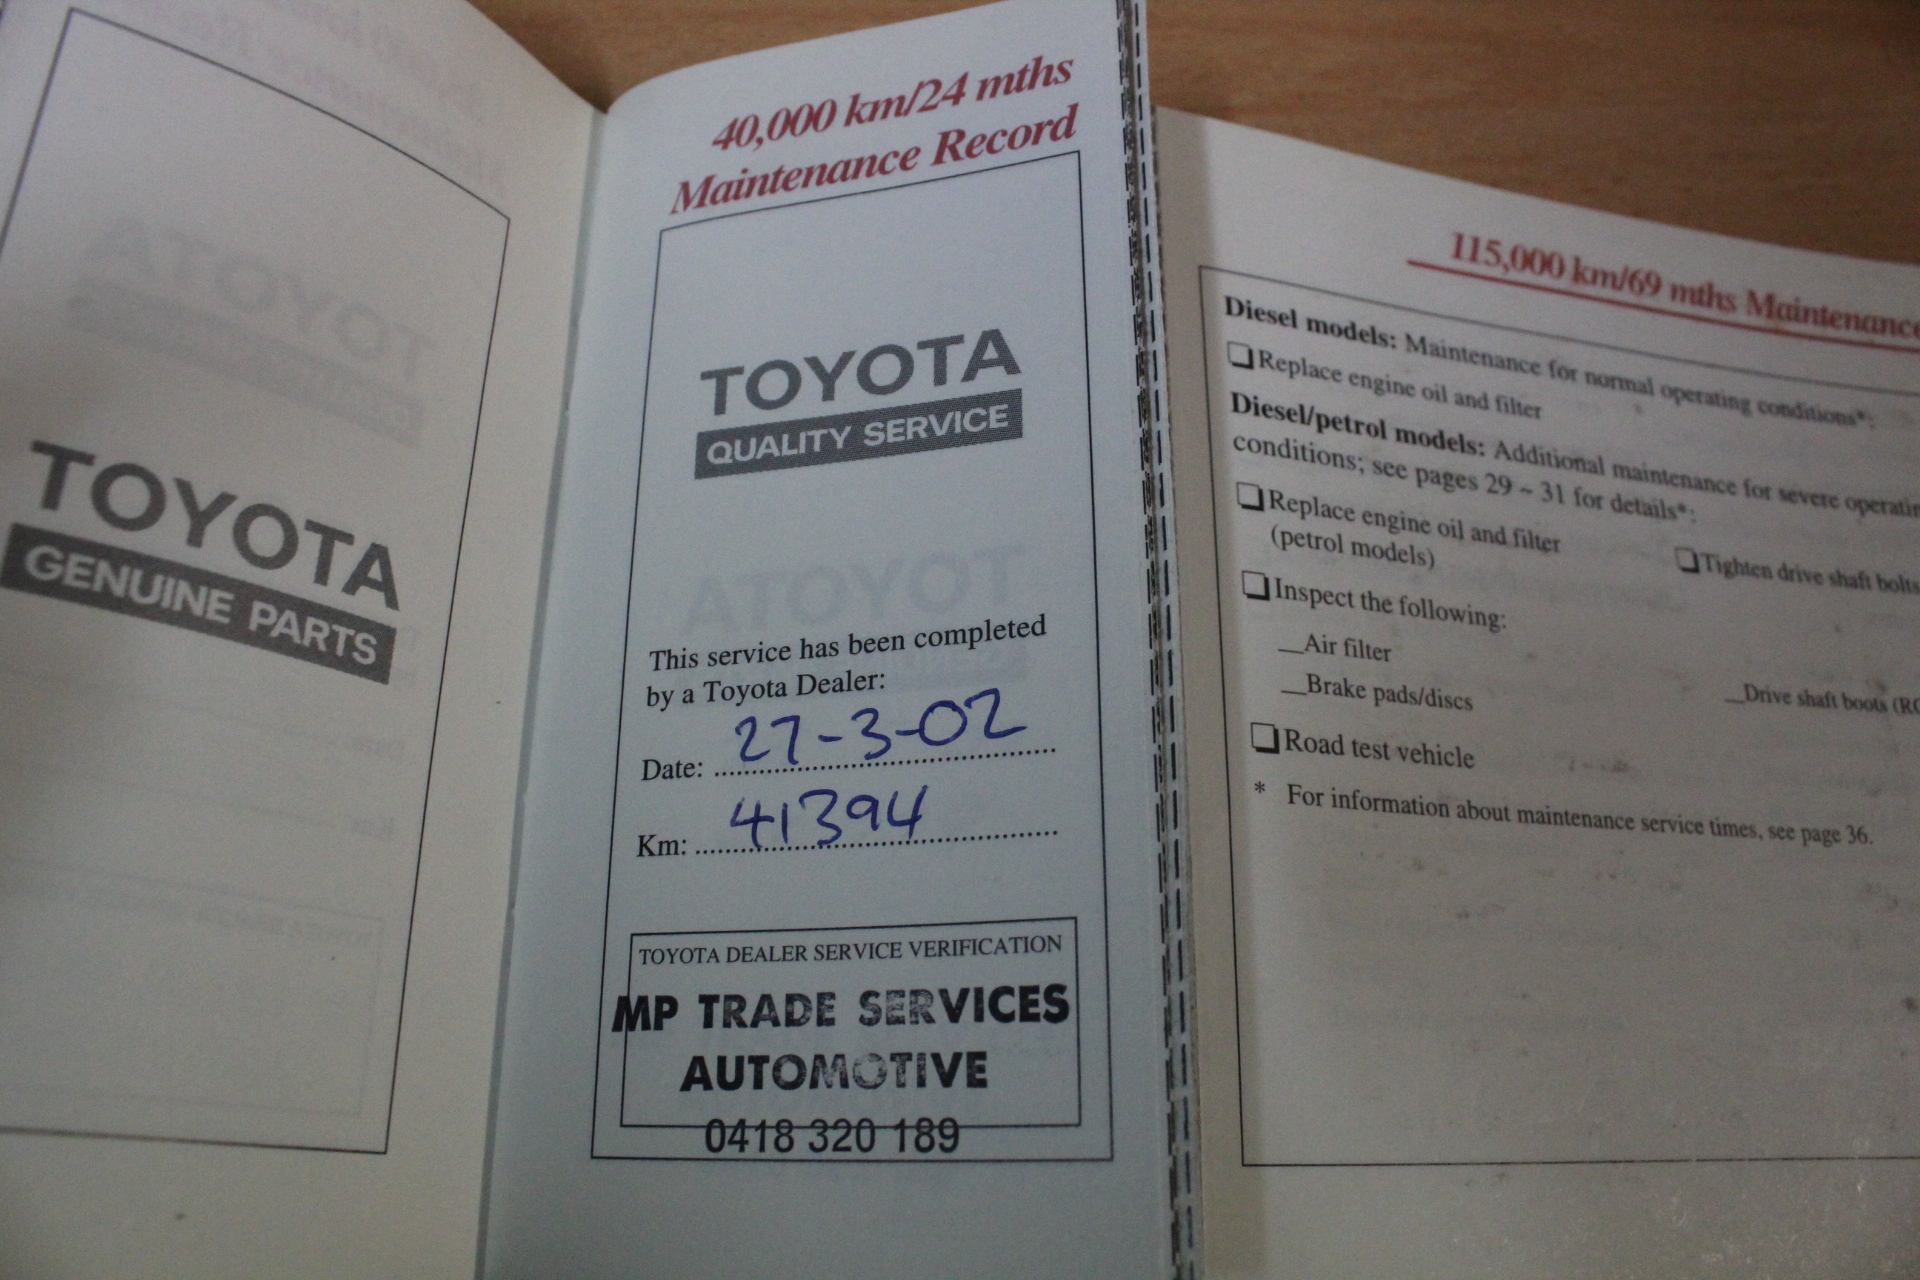 TOYOTA
GENUINE PARTS
40,000 km/24 mths
Maintenance Record
TOYOTA
QUALITY SERVICE
This service has been completed
by a Toyota Dealer:
Date: 27-3-02
Km: 41394
TOYOTA DEALER SERVICE VERIFICATION
MP TRADE SERVICES
AUTOMOTIVE
0418 320 189
115,000 km/69 mths Maintenance
Diesel models: Maintenance for normal operating conditions*:
❏ Replace engine oil and filter
Diesel/petrol models: Additional maintenance for severe
conditions; see pages 29 ~ 31 for details*:
❏ Replace engine oil and filter
(petrol models)
❏ Tighten drive shaft bolts
❏ Inspect the following:
__Air filter
__Brake pads/discs
__Drive shaft boots
❏ Road test vehicle
* For information about maintenance service times, see page 36.